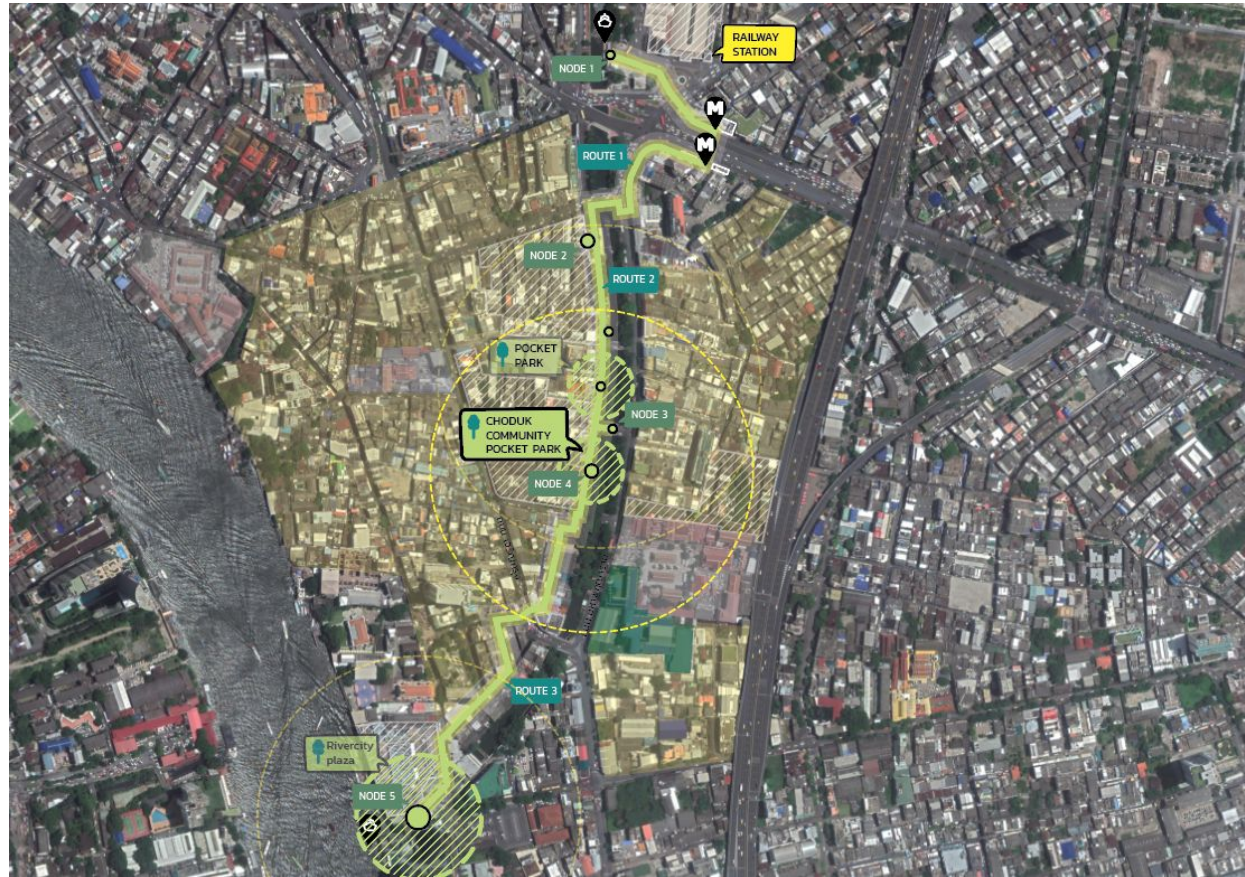 RAILWAY
STATION
NODE 1
M
M
ROUTE 1
NODE 2
ROUTE 2
POCKET
PARK
NODE 3
CHODUK
COMMUNITY
POCKET PARK
NODE 4
ROUTE 3
Rivercity
plaza
NODE 5